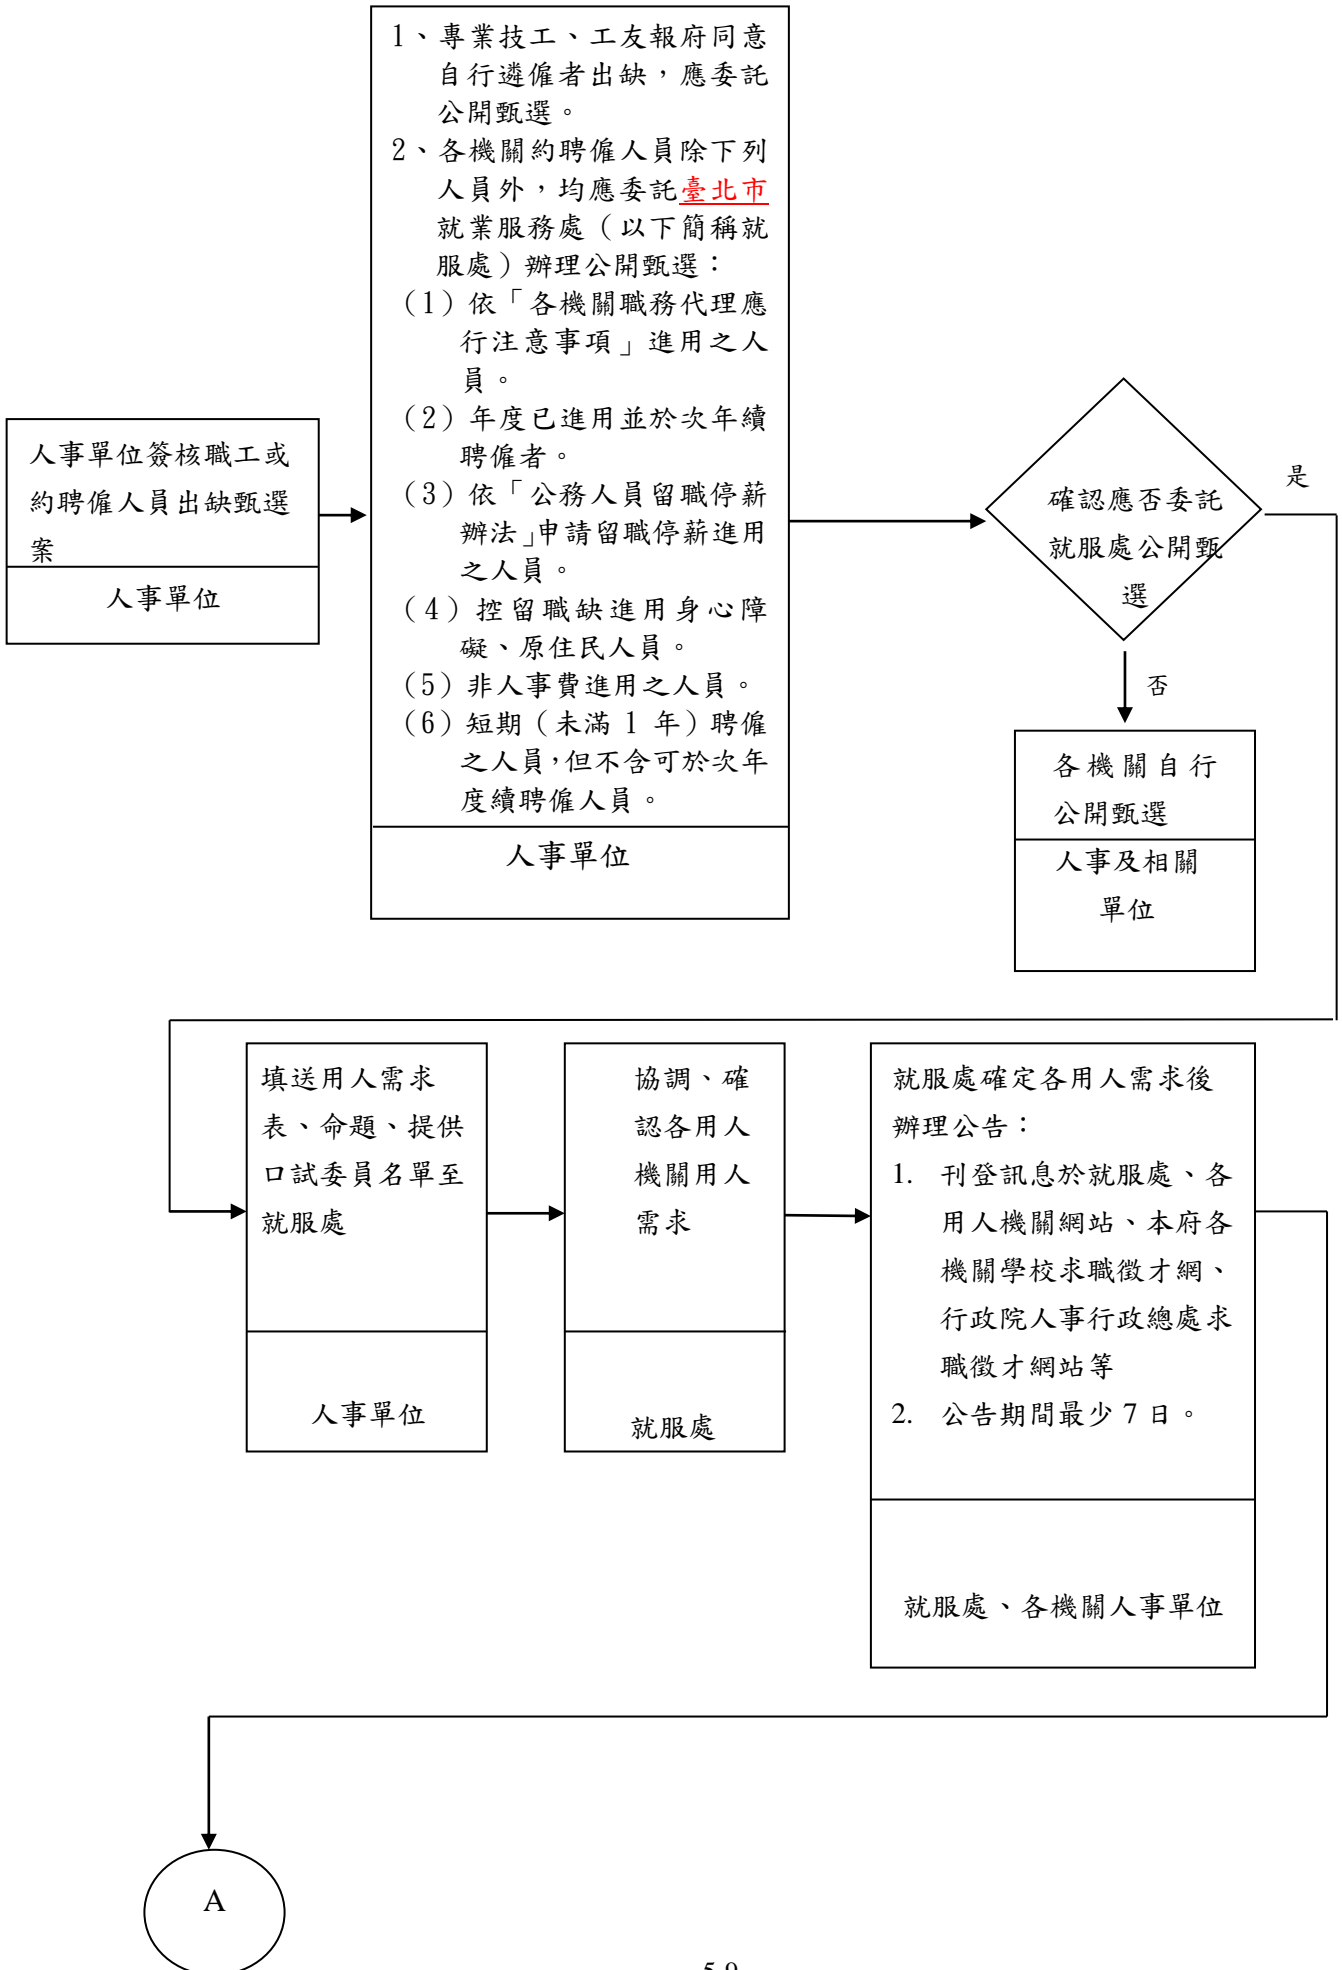 1、專業技工、工友報府同意
自行遴僱者出缺，應委託
公開甄選。
2、各機關約聘僱人員除下列
人員外，均應委託臺北市
就業服務處（以下簡稱就
服處）辦理公開甄選：
（1）依「各機關職務代理應
行注意事項」進用之人
員。
（2）年度已進用並於次年續
聘僱者。
（3）依「公務人員留職停薪
辦法」申請留職停薪進用
之人員。
（4）控留職缺進用身心障
礙、原住民人員。
（5）非人事費進用之人員。
（6）短期（未滿 1 年）聘僱
之人員，但不含可於次年
度續聘僱人員。
人事單位
人事單位簽核職工或
約聘僱人員出缺甄選
案
人事單位
確認應否委託
就服處公開甄
選
是
否
各機關自行
公開甄選
人事及相關
單位
填送用人需求
表、命題、提供
口試委員名單至
就服處
人事單位
協調、確
認各用人
機關用人
需求
就服處
就服處確定各用人需求後
辦理公告：
1. 刊登訊息於就服處、各
用人機關網站、本府各
機關學校求職徵才網、
行政院人事行政總處求
職徵才網站等
2. 公告期間最少 7 日。
就服處、各機關人事單位
A